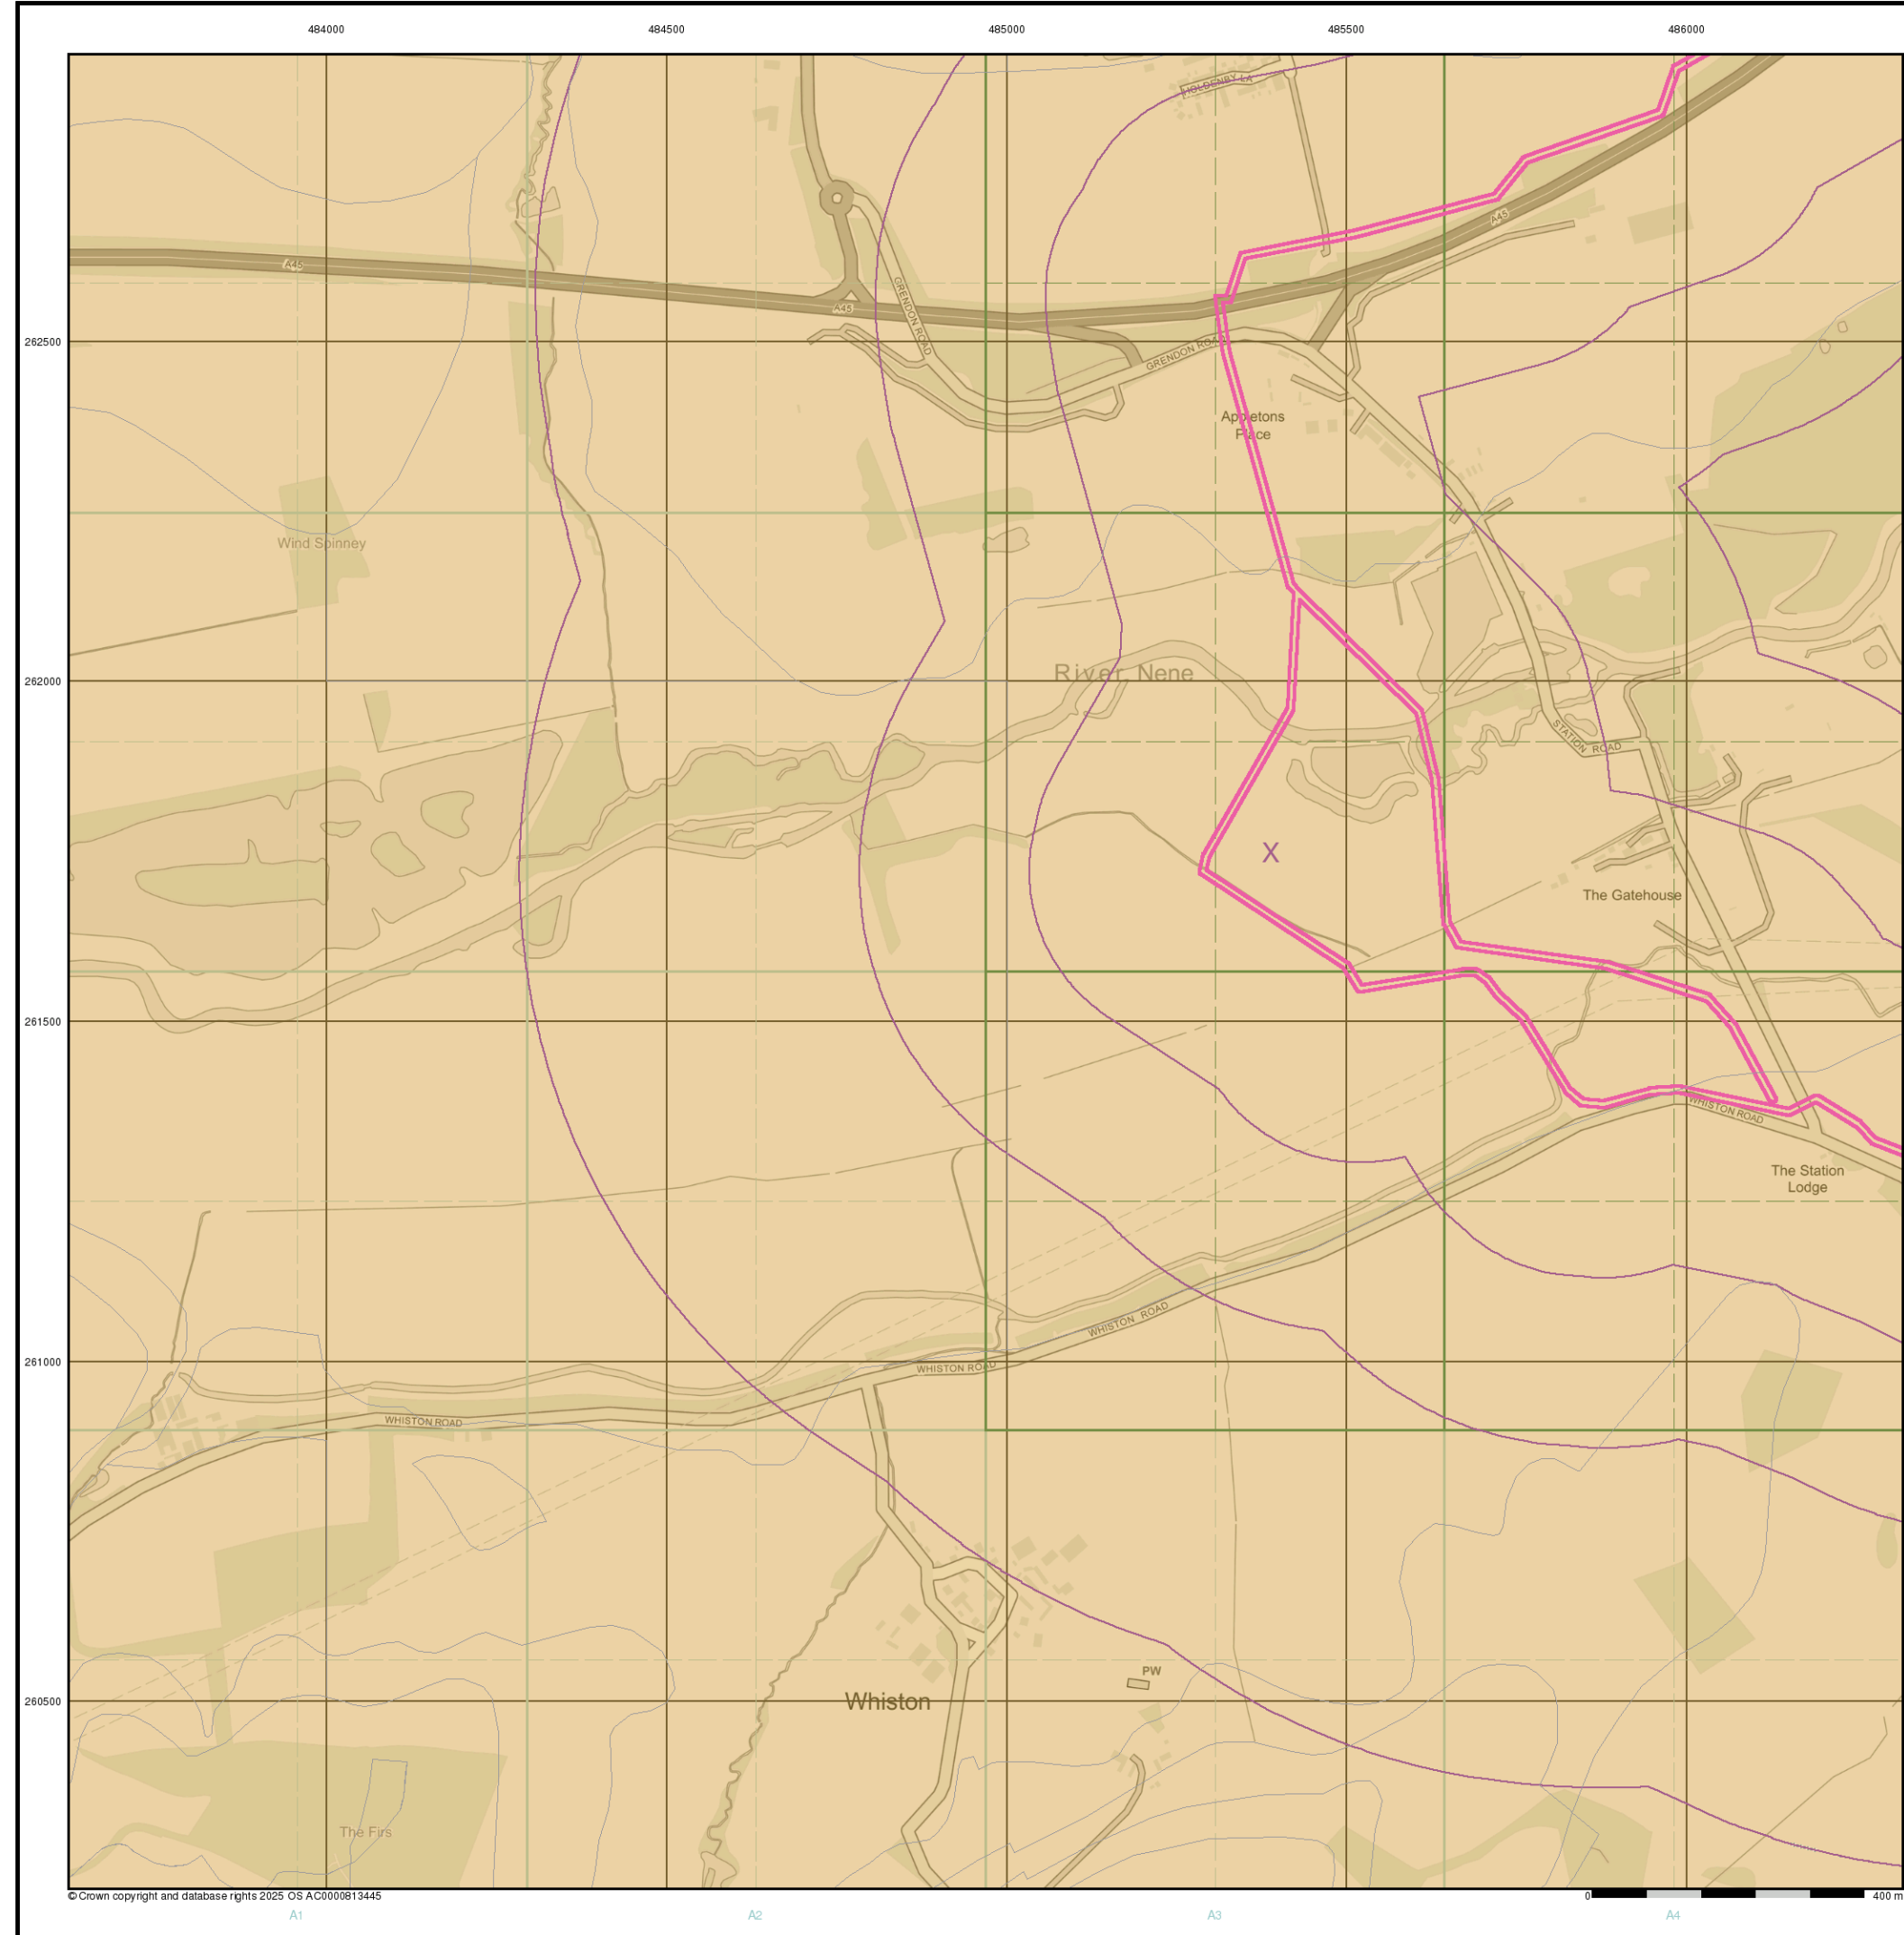 484000 484500 485000 485500 486000
HOLDENBY LA
A45
A45
A45
GRENDON ROAD
262500
GRENDON ROAD
Appletons
Place
Wind Spinney
262000
River Nene
STATION ROAD
X
The Gatehouse
261500
WHISTON ROAD
The Station
Lodge
WHISTON ROAD
261000
WHISTON ROAD
WHISTON ROAD
PW
260500
Whiston
The Firs
© Crown copyright and database rights 2025 OS AC0000813445
0 400 m
A1 A2 A3 A4